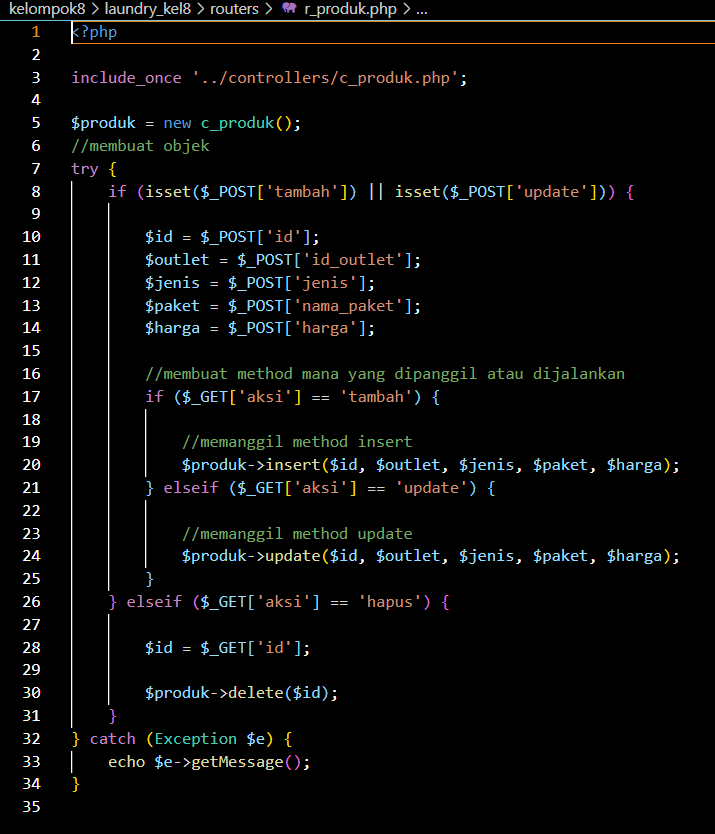 kelompok8 > laundry_kel8 > routers > r_produk.php > ...
1 <?php
2
3 include_once '../controllers/c_produk.php';
4
5 $produk = new c_produk();
6 //membuat objek
7 try {
8 if (isset($_POST['tambah']) || isset($_POST['update'])) {
9
10 $id = $_POST['id'];
11 $outlet = $_POST['id_outlet'];
12 $jenis = $_POST['jenis'];
13 $paket = $_POST['nama_paket'];
14 $harga = $_POST['harga'];
15
16 //membuat method mana yang dipanggil atau dijalankan
17 if ($_GET['aksi'] == 'tambah') {
18
19 //memanggil method insert
20 $produk->insert($id, $outlet, $jenis, $paket, $harga);
21 } elseif ($_GET['aksi'] == 'update') {
22
23 //memanggil method update
24 $produk->update($id, $outlet, $jenis, $paket, $harga);
25 }
26 } elseif ($_GET['aksi'] == 'hapus') {
27
28 $id = $_GET['id'];
29
30 $produk->delete($id);
31 }
32 } catch (Exception $e) {
33 echo $e->getMessage();
34 }
35